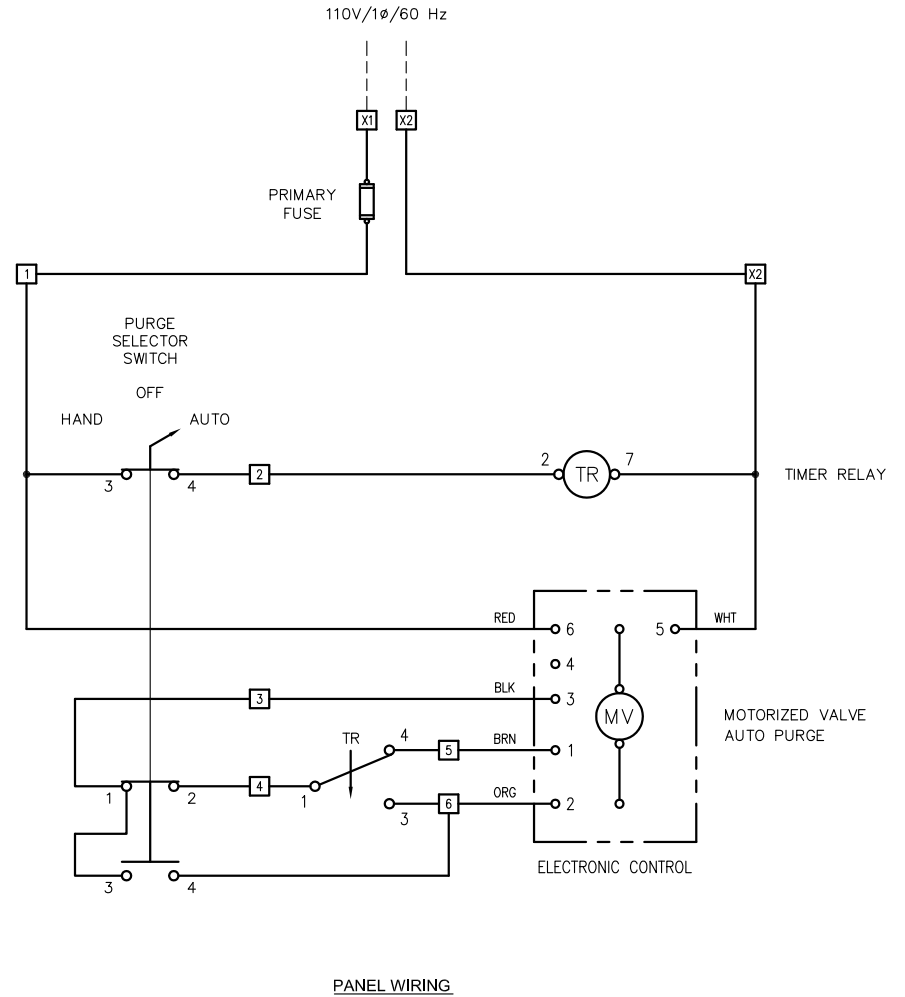 110V/1ø/60 Hz
X1
X2
PRIMARY
FUSE
1
X2
PURGE
SELECTOR
SWITCH
OFF
HAND
AUTO
3
4
2
2
TR
7
TIMER RELAY
RED
6
5
WHT
4
3
BLK
3
MV
MOTORIZED VALVE
AUTO PURGE
TR
4
5
BRN
1
1
2
4
1
3
6
ORG
2
3
4
ELECTRONIC CONTROL
PANEL WIRING